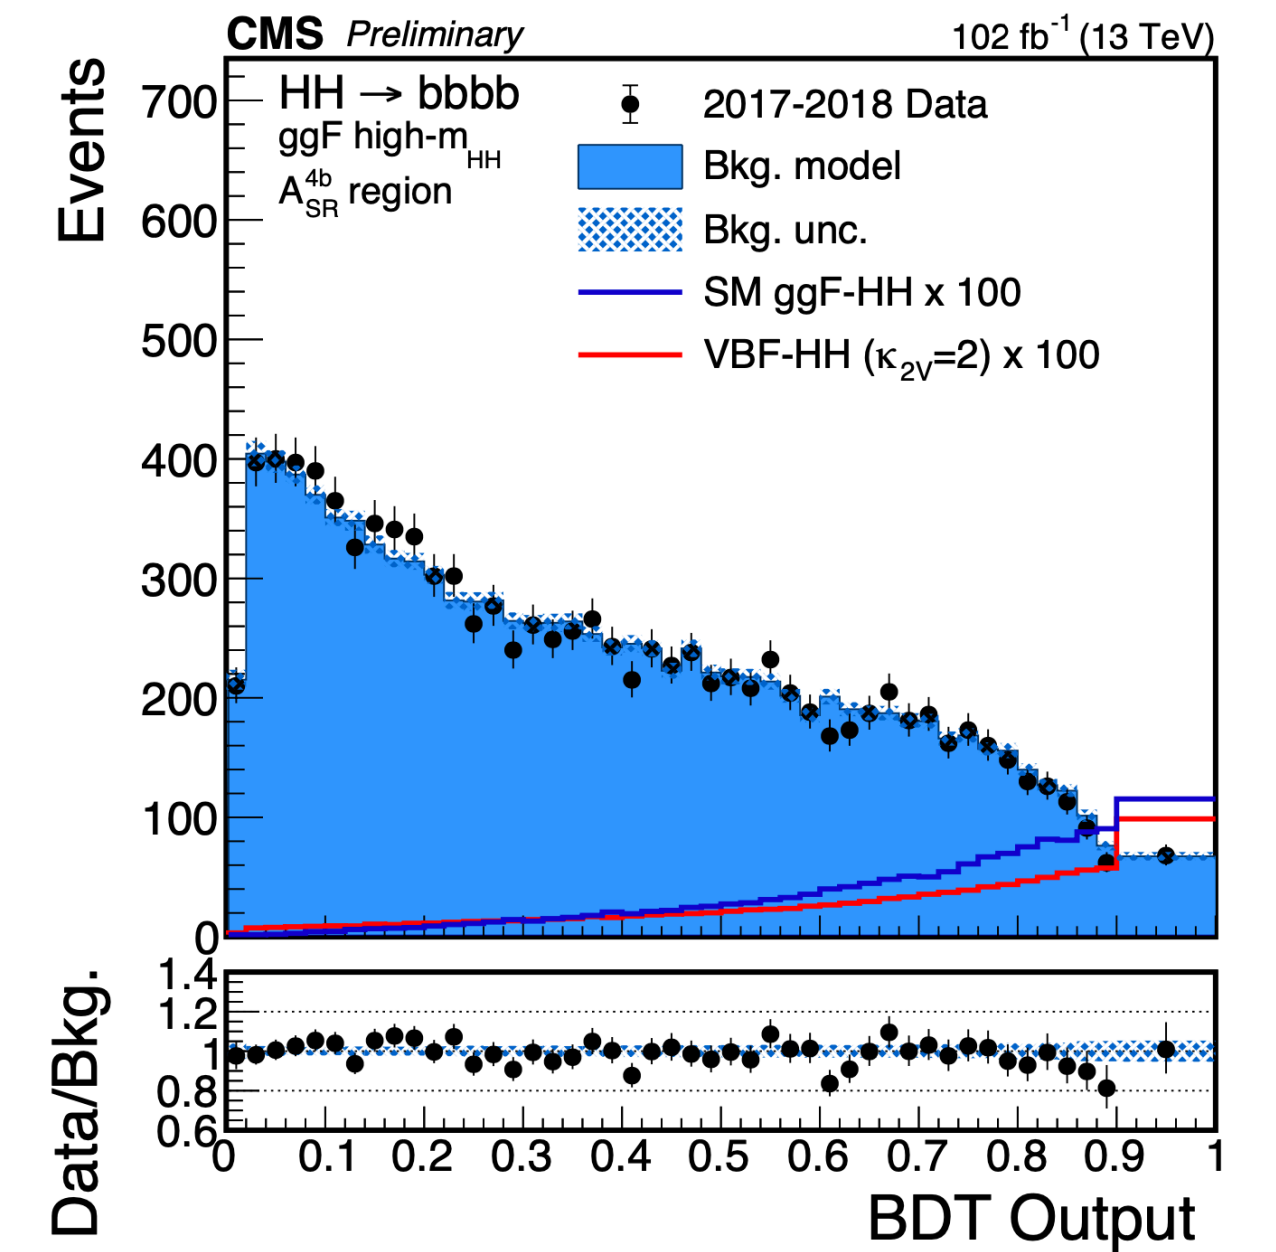 CMS Preliminary 102 fb⁻¹ (13 TeV)
Events
HH → bbbb
ggF high-m_HH
A^4b_SR region
2017-2018 Data
Bkg. model
Bkg. unc.
SM ggF-HH x 100
VBF-HH (κ_2V=2) x 100
700
600
500
400
300
200
100
0
Data/Bkg.
1.4
1.2
1
0.8
0.6
0 0.1 0.2 0.3 0.4 0.5 0.6 0.7 0.8 0.9 1
BDT Output